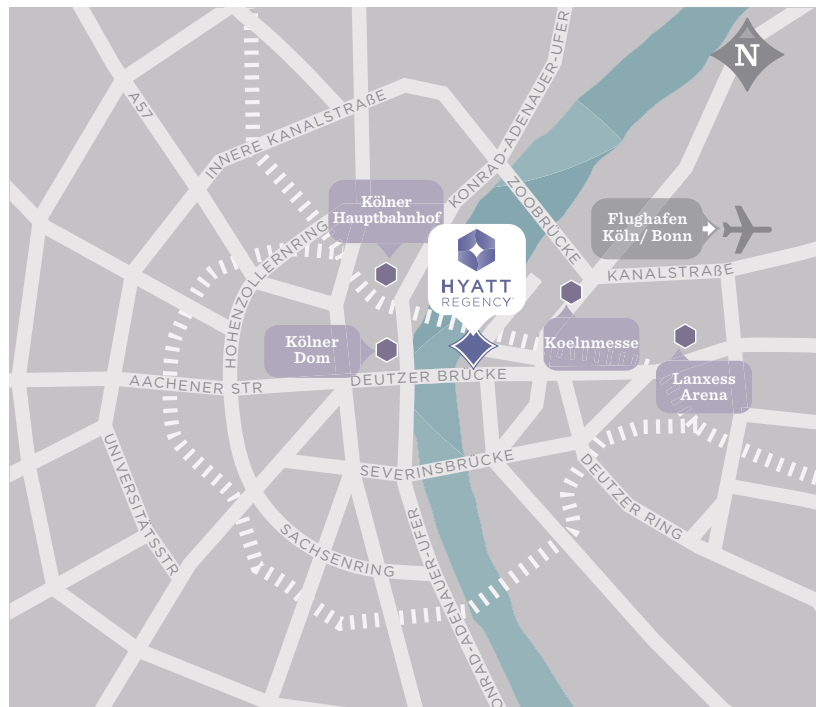 N
A57
INNERE KANALSTRAßE
KONRAD-ADENAUER-UFER
ZOOBRÜCKE
Kölner
Hauptbahnhof
Flughafen
Köln/ Bonn
HOHENZOLLERNRING
HYATT
REGENCY
KANALSTRAßE
Kölner
Dom
Koelnmesse
Lanxess
Arena
AACHENER STR
DEUTZER BRÜCKE
UNIVERSITÄTSSTR
SEVERINSBRÜCKE
DEUTZER RING
SACHSENRING
ONRAD-ADENAUER-UFER